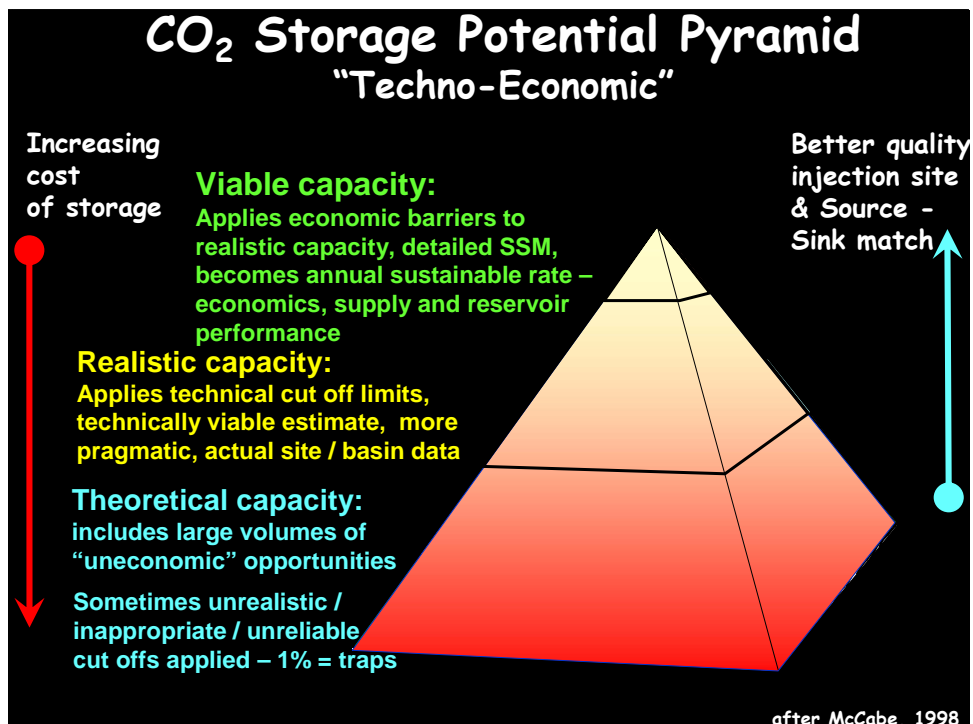 CO2 Storage Potential Pyramid
“Techno-Economic”
Increasing
cost
of storage
Better quality
injection site
& Source -
Sink match
Viable capacity:
Applies economic barriers to
realistic capacity, detailed SSM,
becomes annual sustainable rate –
economics, supply and reservoir
performance
Realistic capacity:
Applies technical cut off limits,
technically viable estimate, more
pragmatic, actual site / basin data
Theoretical capacity:
includes large volumes of
“uneconomic” opportunities
Sometimes unrealistic /
inappropriate / unreliable
cut offs applied – 1% = traps
after McCabe 1998